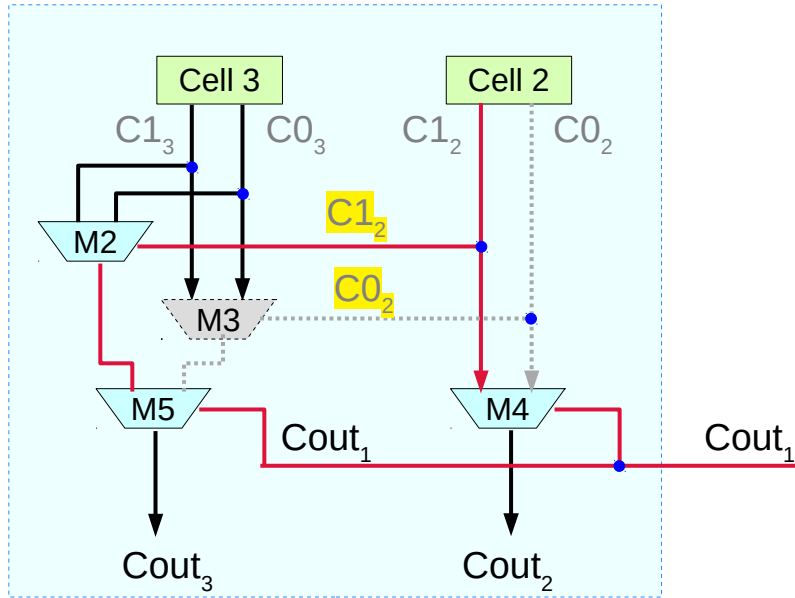 Cell 3
Cell 2
C1₃
C0₃
C1₂
C0₂
C1₂
M2
C0₂
M3
M5
M4
Cout₁
Cout₁
Cout₃
Cout₂